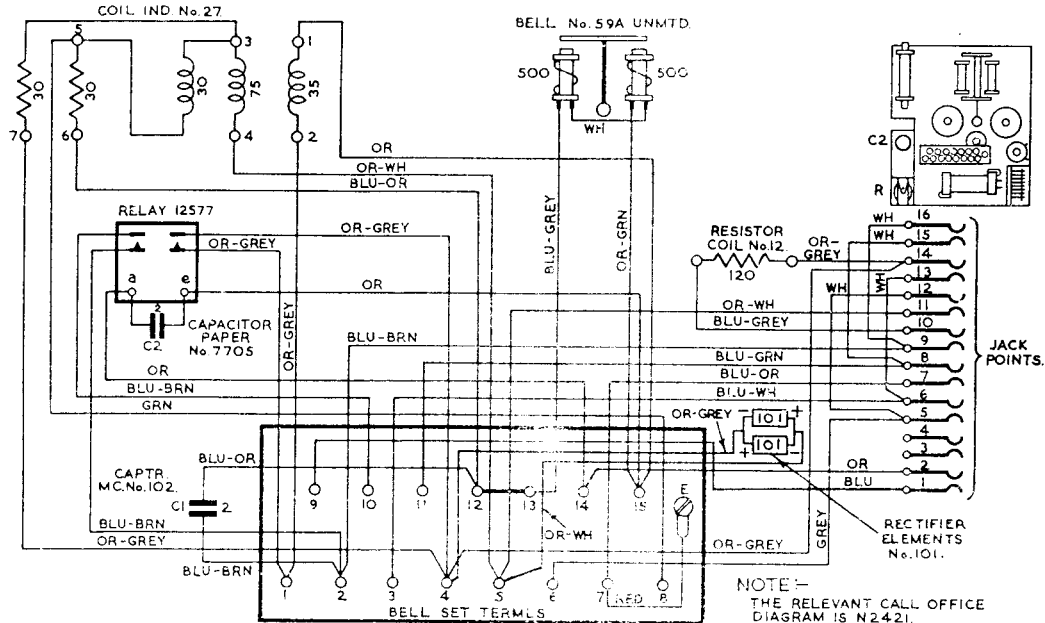 COIL IND. No. 27.
BELL No. 59A UNMTD.
5
3
1
30
30
30
75
35
500
500
WH
7
6
4
2
OR
OR-WH
BLU-OR
RELAY 12577
OR-GREY
OR-GREY
a
e
OR
2
C2
CAPACITOR
PAPER
No. 7705
OR-GREY
BLU-GREY
OR-GRN
C2
R
RESISTOR
COIL No. 12.
120
OR-
GREY
WH
WH
WH
WH
16
15
14
13
12
11
10
9
8
7
6
5
4
3
2
1
JACK
POINTS.
OR-WH
BLU-GREY
BLU-BRN
BLU-GRN
BLU-OR
BLU-WH
OR
BLU-BRN
GRN
OR-GREY
101
101
+
+
OR
BLU
RECTIFIER
ELEMENTS
No. 101.
GREY
CAPTR.
MC. No. 102.
C1
2
BLU-OR
BLU-BRN
OR-GREY
BLU-BRN
9
10
11
12
13
14
15
E
OR-WH
OR-GREY
1
2
3
4
5
6
7
8
RED
BELL SET TERMLS
NOTE:-
THE RELEVANT CALL OFFICE
DIAGRAM IS N2421.